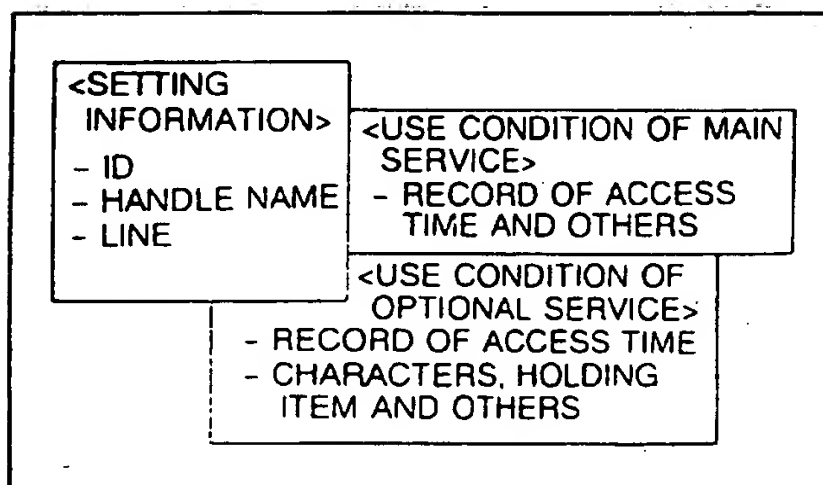 <SETTING
INFORMATION>
- ID
- HANDLE NAME
- LINE
<USE CONDITION OF MAIN
SERVICE>
- RECORD OF ACCESS
TIME AND OTHERS
<USE CONDITION OF
OPTIONAL SERVICE>
- RECORD OF ACCESS TIME
- CHARACTERS, HOLDING
ITEM AND OTHERS